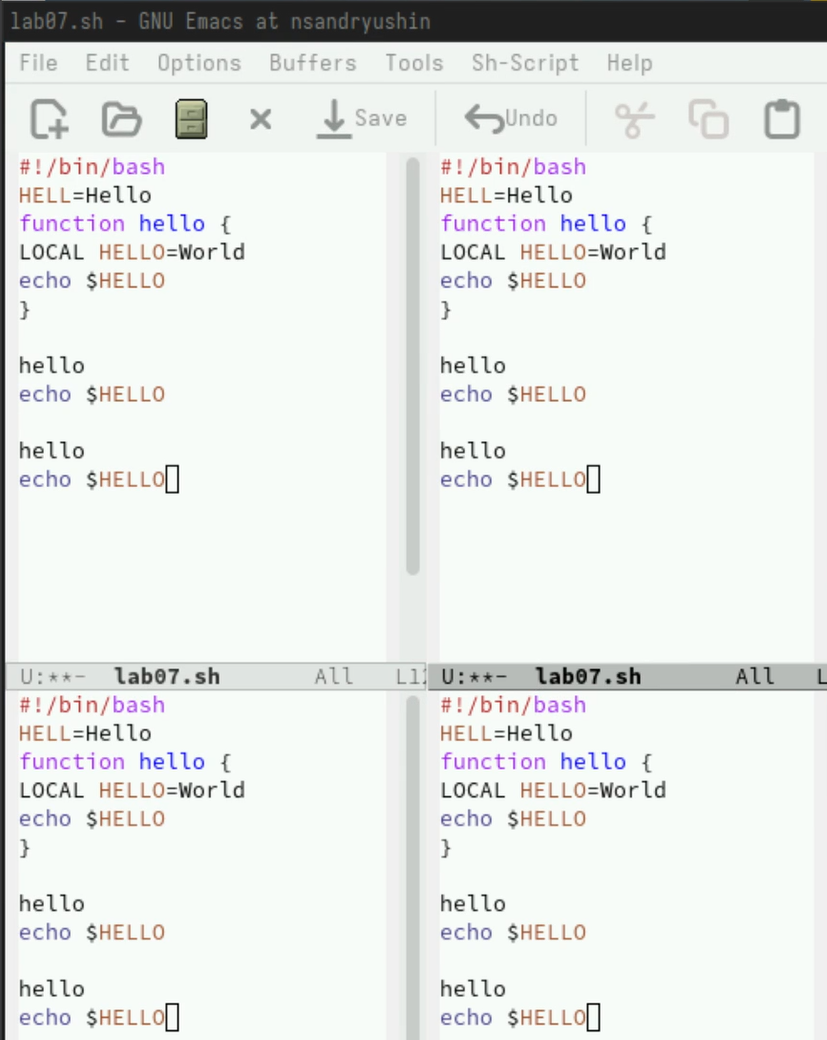 lab07.sh - GNU Emacs at nsandryushin
File Edit Options Buffers Tools Sh-Script Help
Save Undo
#!/bin/bash
HELL=Hello
function hello {
LOCAL HELLO=World
echo $HELLO
}
hello
echo $HELLO
hello
echo $HELLO
U:**- lab07.sh All
#!/bin/bash
HELL=Hello
function hello {
LOCAL HELLO=World
echo $HELLO
}
hello
echo $HELLO
hello
echo $HELLO
U:**- lab07.sh All L
#!/bin/bash
HELL=Hello
function hello {
LOCAL HELLO=World
echo $HELLO
}
hello
echo $HELLO
hello
echo $HELLO
#!/bin/bash
HELL=Hello
function hello {
LOCAL HELLO=World
echo $HELLO
}
hello
echo $HELLO
hello
echo $HELLO